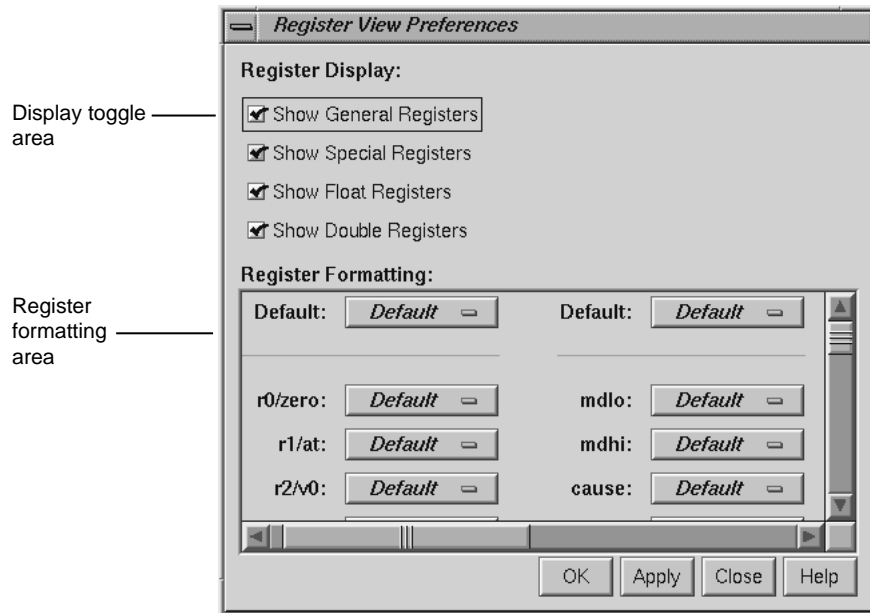 Register View Preferences
Register Display:
Display toggle
area
Show General Registers
Show Special Registers
Show Float Registers
Show Double Registers
Register Formatting:
Register
formatting
area
Default: Default Default: Default
r0/zero: Default mdlo: Default
r1/at: Default mdhi: Default
r2/v0: Default cause: Default
OK Apply Close Help